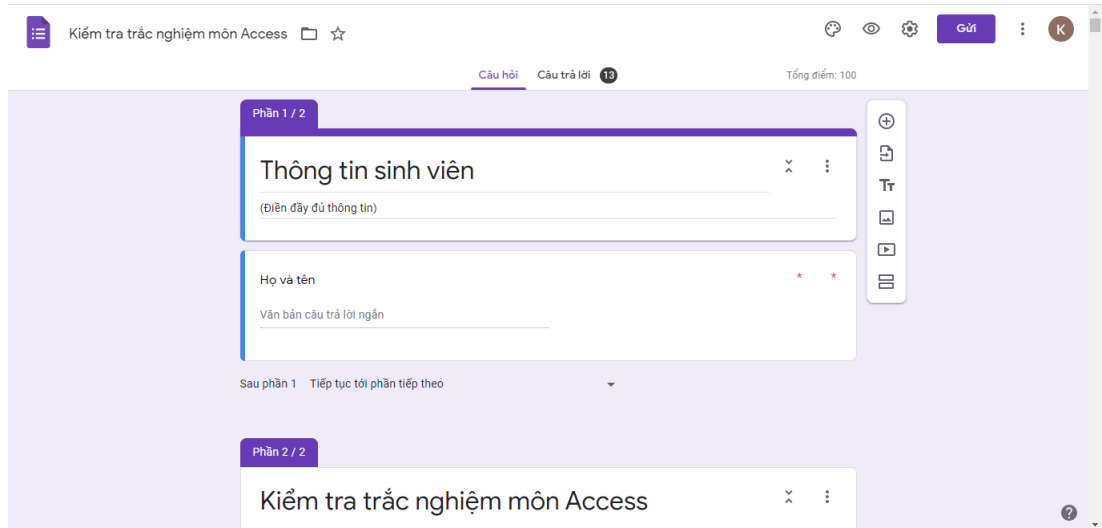 Kiểm tra trắc nghiệm môn Access
Gửi
K
Câu hỏi Câu trả lời 13 Tổng điểm: 100
Phần 1 / 2
Thông tin sinh viên
(Điền đầy đủ thông tin)
Họ và tên * *
Văn bản câu trả lời ngắn
Sau phần 1 Tiếp tục tới phần tiếp theo
Phần 2 / 2
Kiểm tra trắc nghiệm môn Access